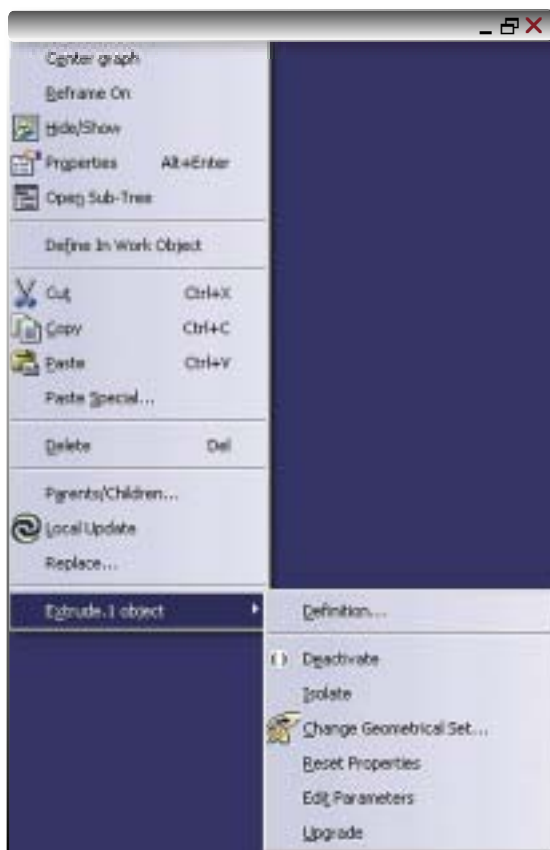 Center graph
Reframe On
Hide/Show
Properties Alt+Enter
Open Sub-Tree
Define In Work Object
Cut Ctrl+X
Copy Ctrl+C
Paste Ctrl+V
Paste Special...
Delete Del
Parents/Children...
Local Update
Replace...
Extrude.1 object
Definition...
Deactivate
Isolate
Change Geometrical Set...
Reset Properties
Edit Parameters
Upgrade